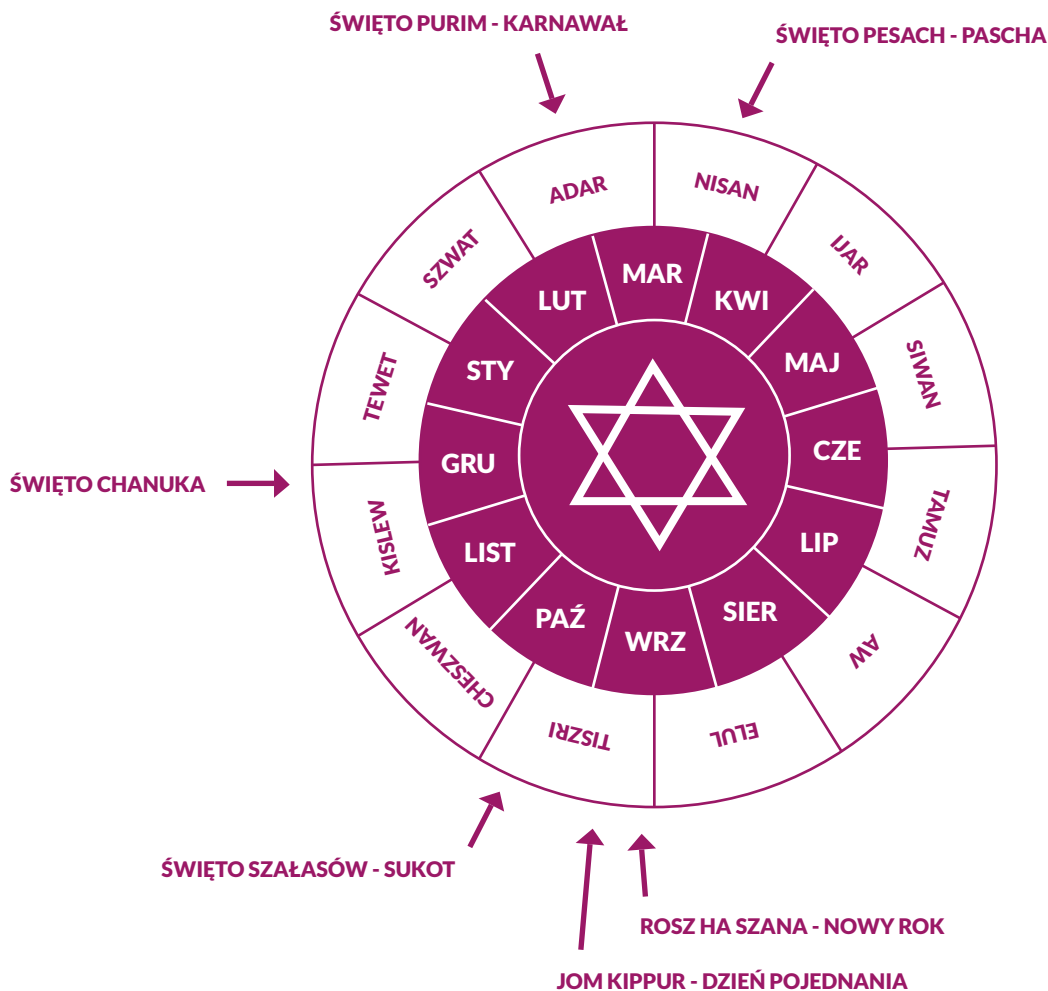 ŚWIĘTO PURIM - KARNAWAŁ
ŚWIĘTO PESACH - PASCHA
ADAR
NISAN
SZWAT
IJAR
TEWET
SIWAN
KISLEW
TAMUZ
CHESZWAN
AW
TISZRI
ELUL
MAR
LUT
KWI
STY
MAJ
GRU
CZE
LIST
LIP
PAŹ
SIER
WRZ
ŚWIĘTO CHANUKA
ŚWIĘTO SZAŁASÓW - SUKOT
ROSZ HA SZANA - NOWY ROK
JOM KIPPUR - DZIEŃ POJEDNANIA